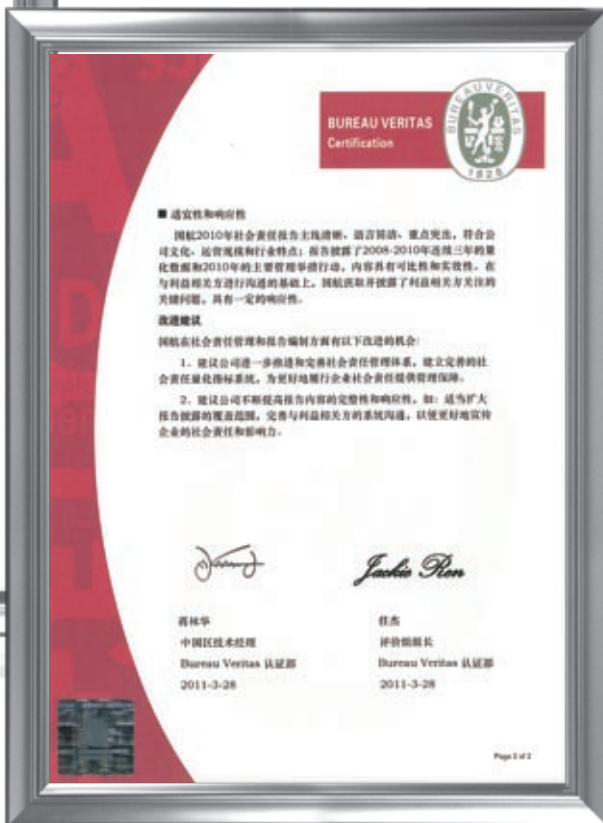 BUREAU VERITAS
Certification
BUREAU VERITAS
1828
■ 适宜性和响应性
国航2010年社会责任报告主线清晰、语言简洁、重点突出，符合公
司文化、运营规模和行业特点；报告披露了2008-2010年连续三年的量
化数据和2010年的主要管理举措行动，内容具有可比性和实效性。在
与利益相关方进行沟通的基础上，国航获取并披露了利益相关方关注的
关键问题，具有一定的响应性。
改进建议
国航在社会责任管理和报告编制方面有以下改进的机会：
1、建议公司进一步推进和完善社会责任管理体系，建立完善的社
会责任量化指标系统，为更好地履行企业社会责任提供管理保障。
2、建议公司不断提高报告内容的完整性和响应性，如：适当扩大
报告披露的覆盖范围，完善与利益相关方的系统沟通，以便更好地宣传
企业的社会责任和影响力。
Jackie Ren
蒋林华
任杰
中国区技术经理
评价组组长
Bureau Veritas 认证部
Bureau Veritas 认证部
2011-3-28
2011-3-28
Page 2 of 2